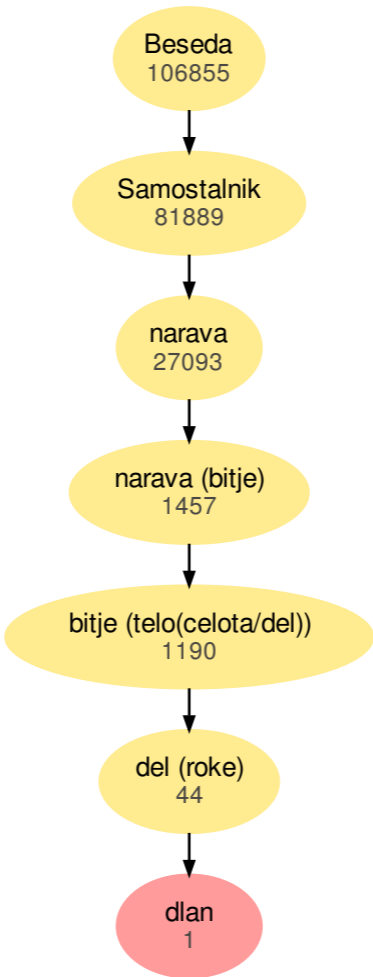 Beseda
106855
Samostalnik
81889
narava
27093
narava (bitje)
1457
bitje (telo(celota/del))
1190
del (roke)
44
dlan
1